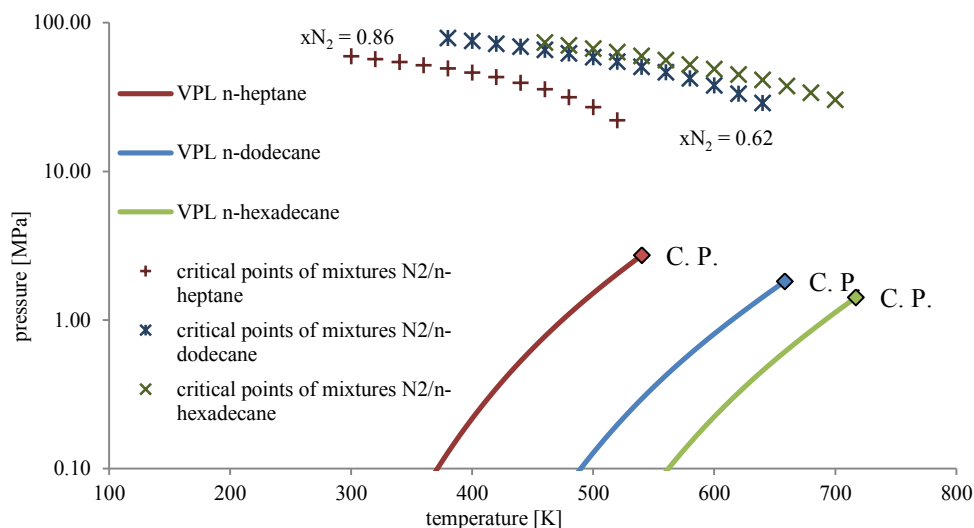 100.00
10.00
1.00
0.10
pressure [MPa]
xN2 = 0.86
xN2 = 0.62
VPL n-heptane
VPL n-dodecane
VPL n-hexadecane
critical points of mixtures N2/n-
heptane
critical points of mixtures N2/n-
dodecane
critical points of mixtures N2/n-
hexadecane
C. P.
C. P.
C. P.
100 200 300 400 500 600 700 800
temperature [K]